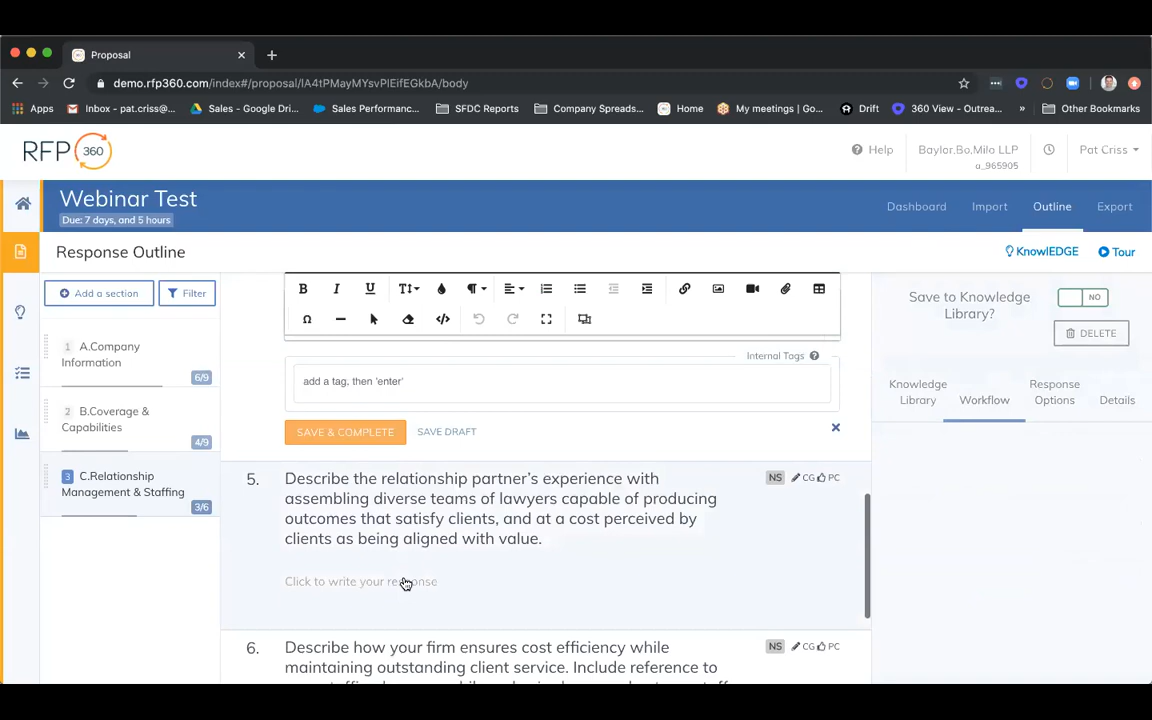 Proposal
demo.rfp360.com/index#/proposal/IA4tPMayMYsvPlEifEGkbA/body
Apps
Inbox - pat.criss@...
Sales - Google Dri...
Sales Performanc...
SFDC Reports
Company Spreads...
Home
My meetings | Go...
Drift
360 View - Outrea...
»
Other Bookmarks
RFP 360
Help
Baylor,Bo,Milo LLP
a_965905
Pat Criss
Webinar Test
Due: 7 days, and 5 hours
Dashboard
Import
Outline
Export
Response Outline
KnowlEDGE
Tour
Add a section
Filter
1 A.Company
Information
6/9
2 B.Coverage &
Capabilities
4/9
3 C.Relationship
Management & Staffing
3/6
Internal Tags
add a tag, then 'enter'
SAVE & COMPLETE
SAVE DRAFT
5. Describe the relationship partner's experience with
assembling diverse teams of lawyers capable of producing
outcomes that satisfy clients, and at a cost perceived by
clients as being aligned with value.
NS CG PC
Click to write your response
6. Describe how your firm ensures cost efficiency while
maintaining outstanding client service. Include reference to
NS CG PC
Save to Knowledge
Library?
NO
DELETE
Knowledge
Library
Workflow
Response
Options
Details